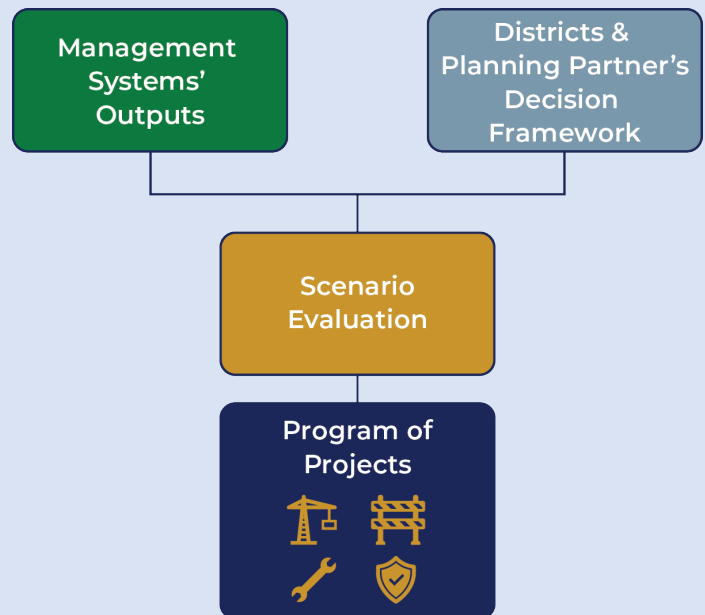 Management
Systems’
Outputs
Districts &
Planning Partner’s
Decision
Framework
Scenario
Evaluation
Program of
Projects